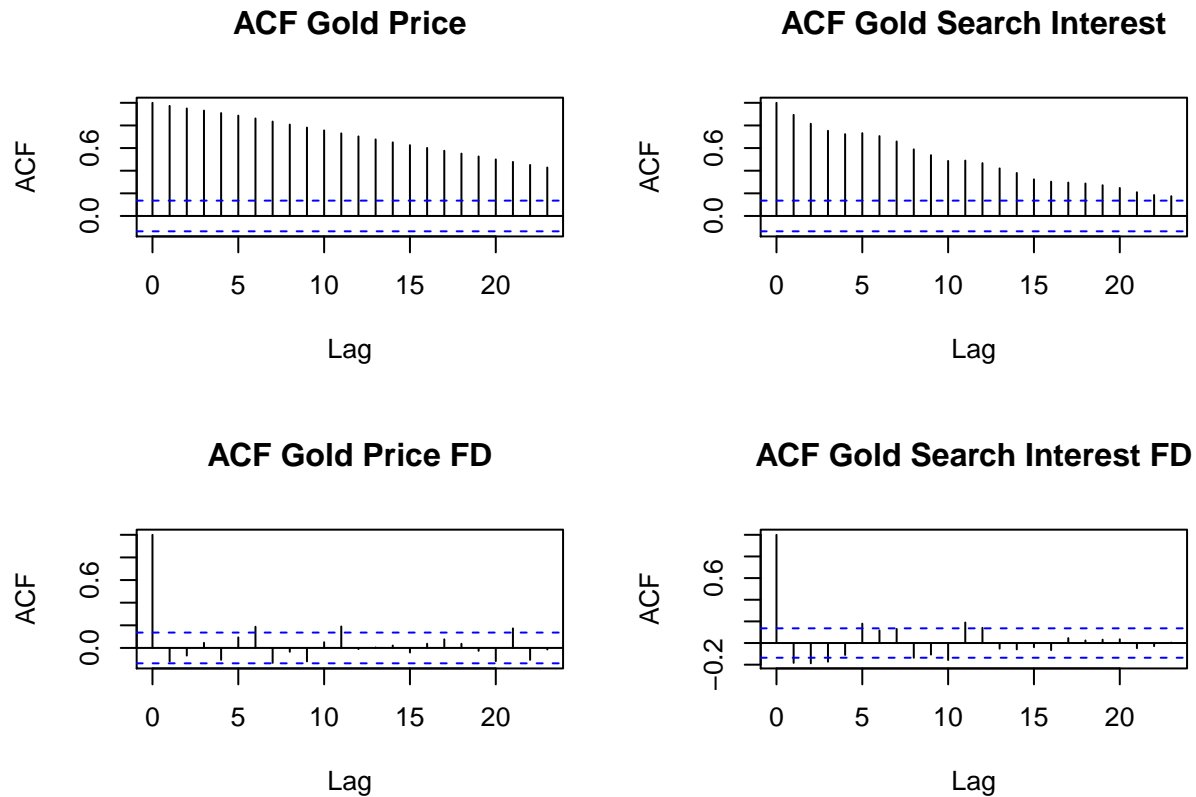 ACF Gold Price
ACF
0.0 0.6
0 5 10 15 20
Lag
ACF Gold Search Interest
ACF
0.0 0.6
0 5 10 15 20
Lag
ACF Gold Price FD
ACF
0.0 0.6
0 5 10 15 20
Lag
ACF Gold Search Interest FD
ACF
−0.2 0.6
0 5 10 15 20
Lag